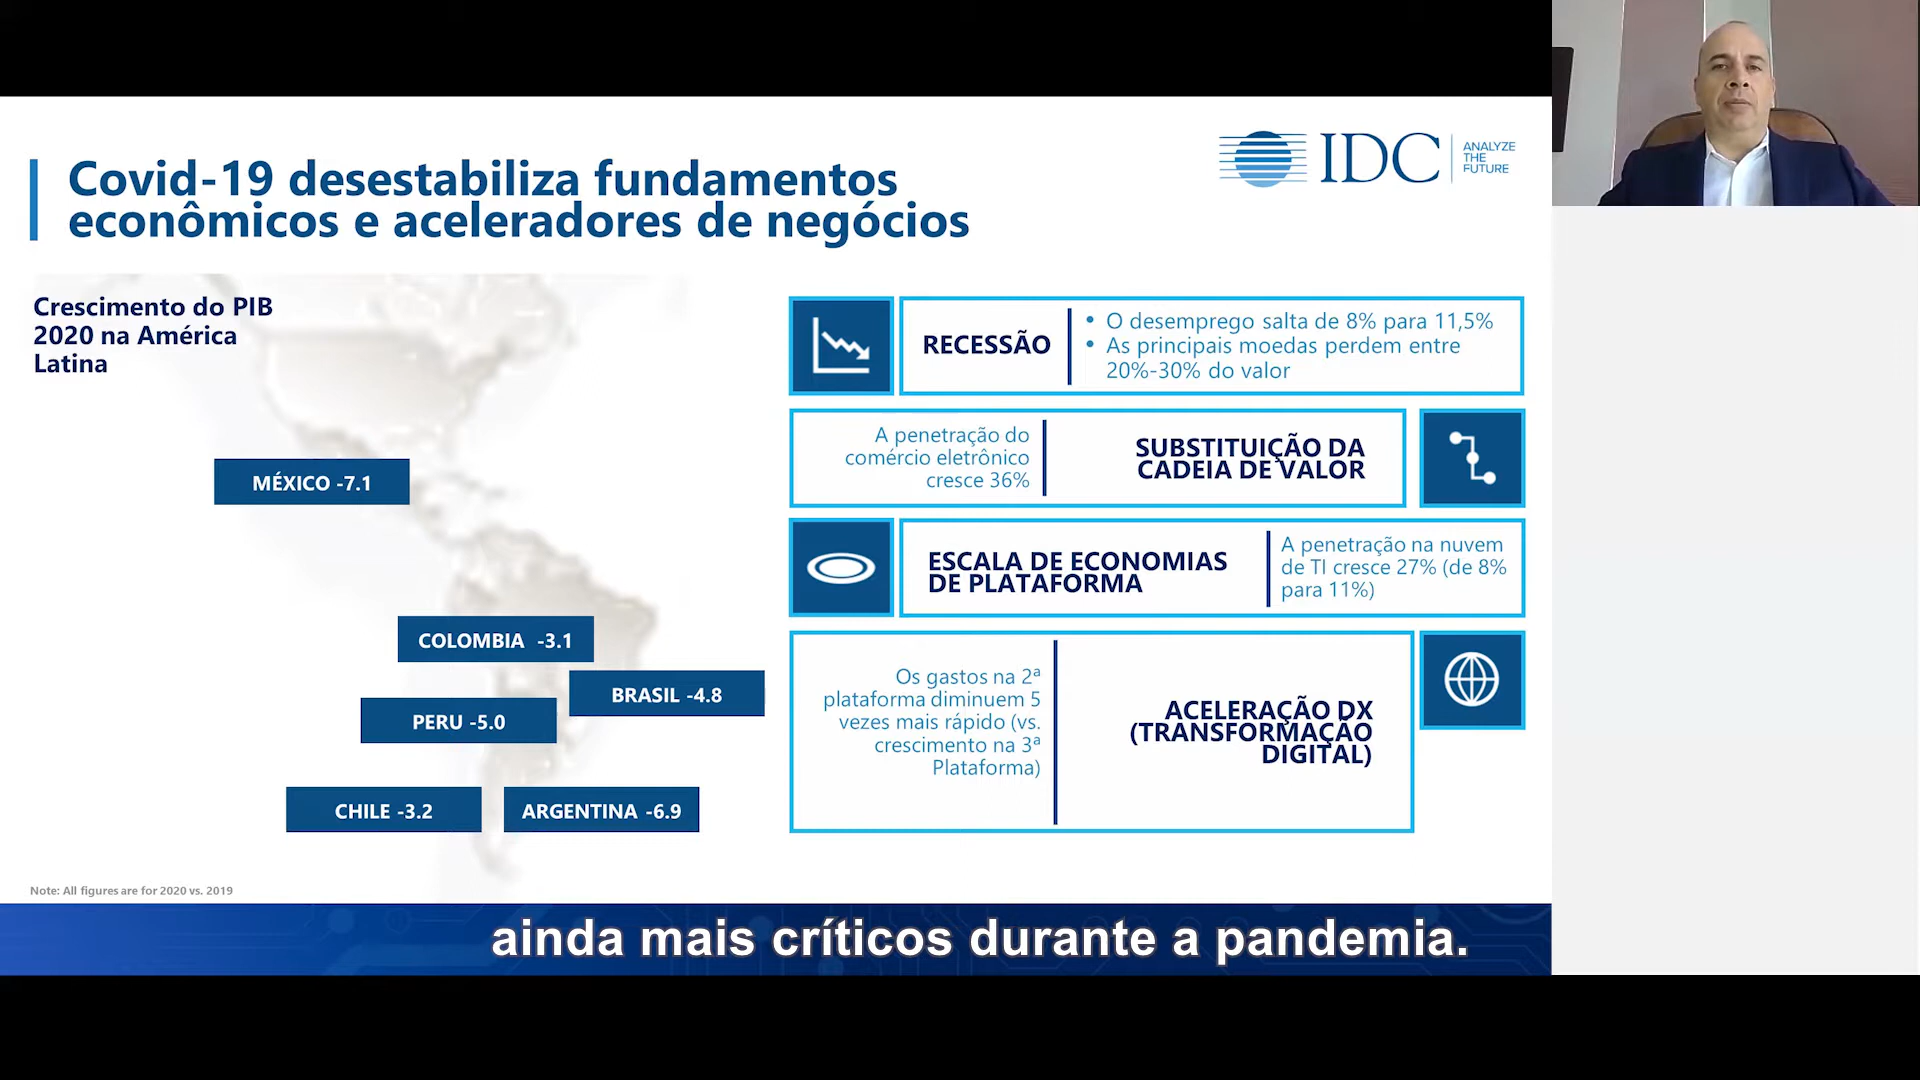 Covid-19 desestabiliza fundamentos
econômicos e aceleradores de negócios
IDC
ANALYZE
THE
FUTURE
Crescimento do PIB
2020 na América
Latina
MÉXICO -7.1
COLOMBIA -3.1
BRASIL -4.8
PERU -5.0
CHILE -3.2
ARGENTINA -6.9
RECESSÃO
• O desemprego salta de 8% para 11,5%
• As principais moedas perdem entre
20%-30% do valor
A penetração do
comércio eletrônico
cresce 36%
SUBSTITUIÇÃO DA
CADEIA DE VALOR
ESCALA DE ECONOMIAS
DE PLATAFORMA
A penetração na nuvem
de TI cresce 27% (de 8%
para 11%)
Os gastos na 2ª
plataforma diminuem 5
vezes mais rápido (vs.
crescimento na 3ª
Plataforma)
ACELERAÇÃO DX
(TRANSFORMAÇÃO
DIGITAL)
Note: All figures are for 2020 vs. 2019
ainda mais críticos durante a pandemia.